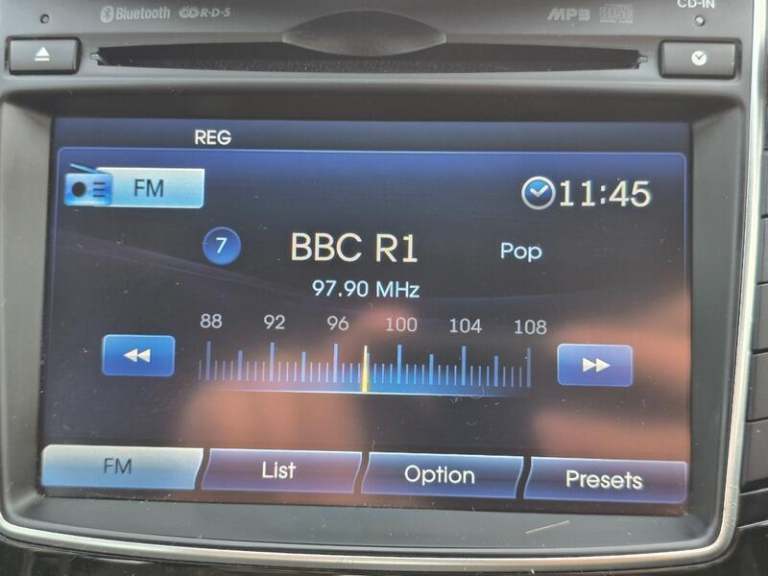 Bluetooth R·D·S MP3 CD-IN
REG
FM
11:45
7 BBC R1 Pop
97.90 MHz
88 92 96 100 104 108
FM List Option Presets